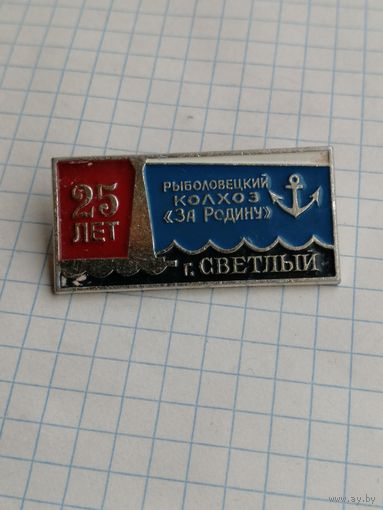 25
ЛЕТ
РЫБОЛОВЕЦКИЙ
КОЛХОЗ
«ЗА РОДИНУ»
г. СВЕТЛЫЙ
www.ay.by